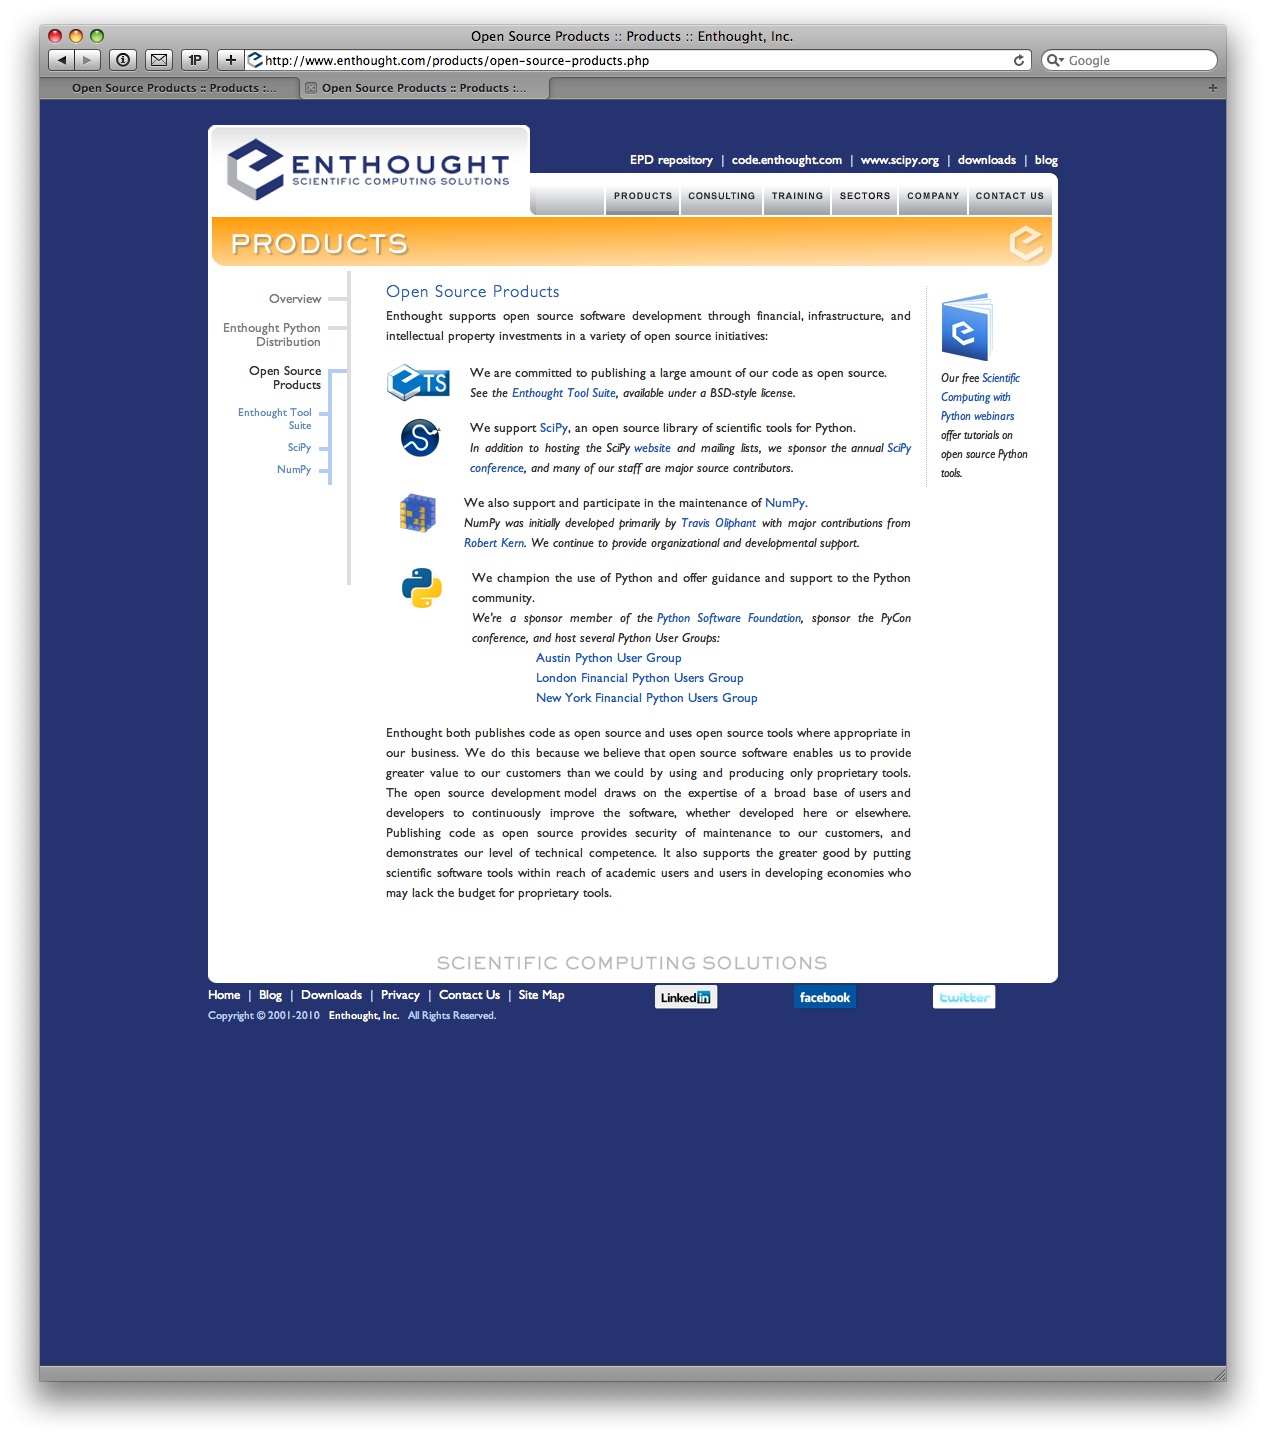 Open Source Products :: Products :: Enthought, Inc.
1P
+
http://www.enthought.com/products/open-source-products.php
Google
Open Source Products :: Products :...
Open Source Products :: Products :...
+
ENTHOUGHT
SCIENTIFIC COMPUTING SOLUTIONS
EPD repository | code.enthought.com | www.scipy.org | downloads | blog
PRODUCTS CONSULTING TRAINING SECTORS COMPANY CONTACT US
PRODUCTS
Overview
Enthought Python
Distribution
Open Source
Products
Enthought Tool
Suite
SciPy
NumPy
Open Source Products
Enthought supports open source software development through financial, infrastructure, and
intellectual property investments in a variety of open source initiatives:
ETS
We are committed to publishing a large amount of our code as open source.
See the Enthought Tool Suite, available under a BSD-style license.
We support SciPy, an open source library of scientific tools for Python.
In addition to hosting the SciPy website and mailing lists, we sponsor the annual SciPy
conference, and many of our staff are major source contributors.
We also support and participate in the maintenance of NumPy.
NumPy was initially developed primarily by Travis Oliphant with major contributions from
Robert Kern. We continue to provide organizational and developmental support.
We champion the use of Python and offer guidance and support to the Python
community.
We're a sponsor member of the Python Software Foundation, sponsor the PyCon
conference, and host several Python User Groups:
Austin Python User Group
London Financial Python Users Group
New York Financial Python Users Group
Enthought both publishes code as open source and uses open source tools where appropriate in
our business. We do this because we believe that open source software enables us to provide
greater value to our customers than we could by using and producing only proprietary tools.
The open source development model draws on the expertise of a broad base of users and
developers to continuously improve the software, whether developed here or elsewhere.
Publishing code as open source provides security of maintenance to our customers, and
demonstrates our level of technical competence. It also supports the greater good by putting
scientific software tools within reach of academic users and users in developing economies who
may lack the budget for proprietary tools.
Our free Scientific
Computing with
Python webinars
offer tutorials on
open source Python
tools.
SCIENTIFIC COMPUTING SOLUTIONS
Home | Blog | Downloads | Privacy | Contact Us | Site Map
Linked in
facebook
twitter
Copyright © 2001-2010 Enthought, Inc. All Rights Reserved.